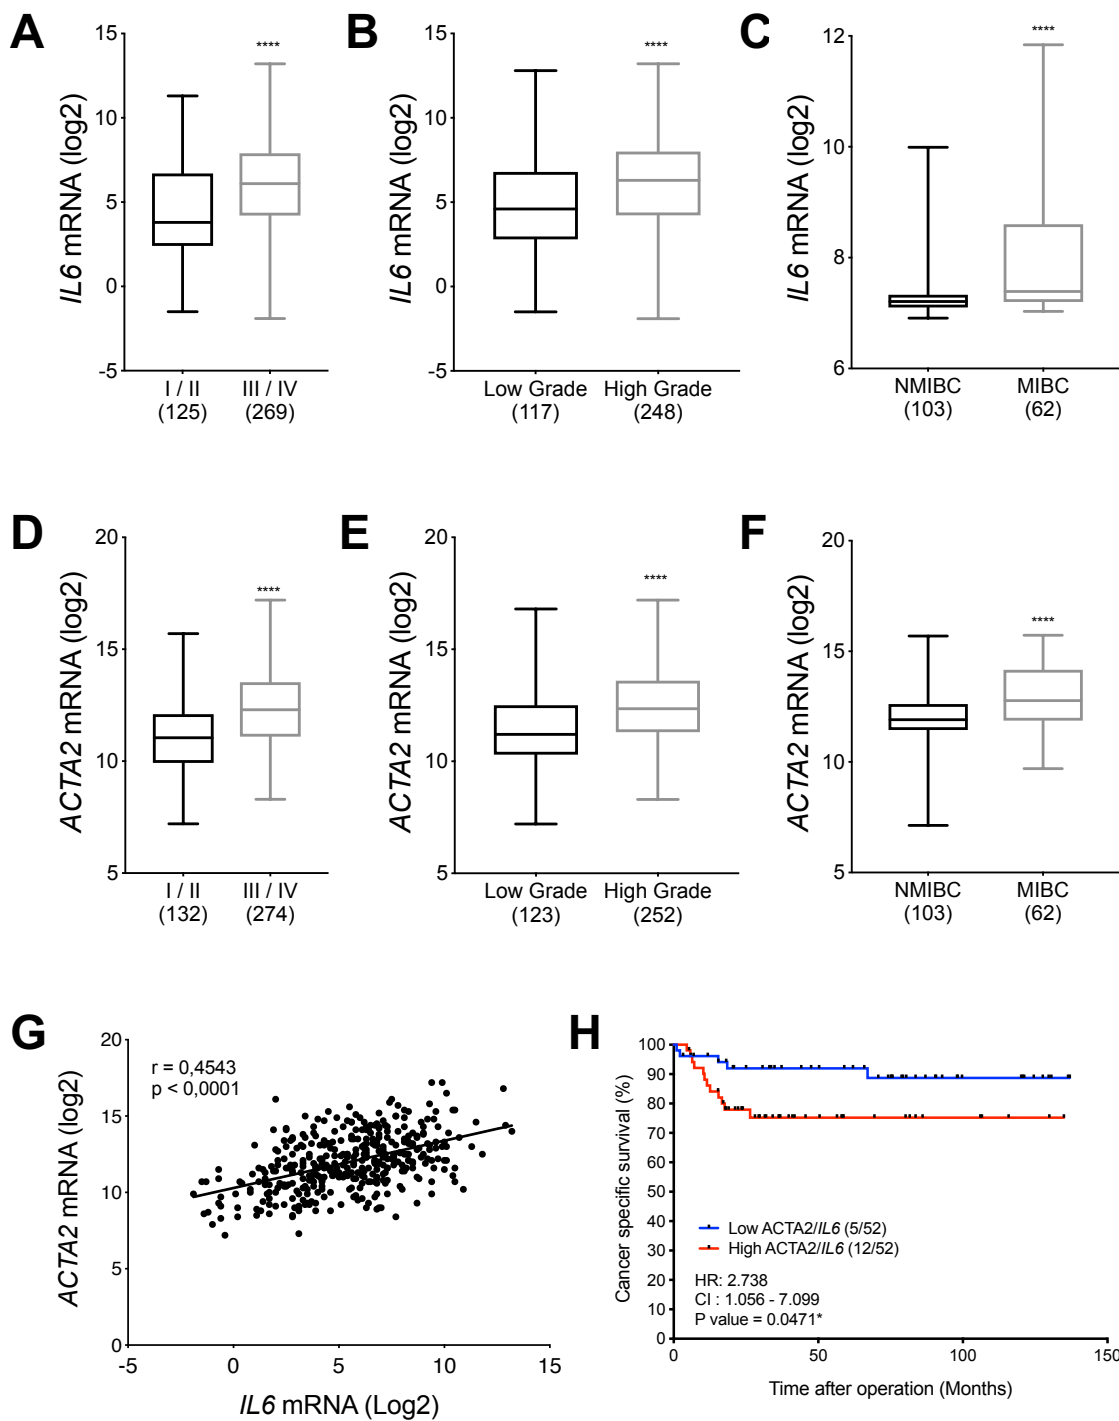 A
IL6 mRNA (log2)
15
10
5
0
-5
****
I / II
(125)
III / IV
(269)
B
IL6 mRNA (log2)
15
10
5
0
-5
****
Low Grade
(117)
High Grade
(248)
C
IL6 mRNA (log2)
12
10
8
6
****
NMIBC
(103)
MIBC
(62)
D
ACTA2 mRNA (log2)
20
15
10
5
****
I / II
(132)
III / IV
(274)
E
ACTA2 mRNA (log2)
20
15
10
5
****
Low Grade
(123)
High Grade
(252)
F
ACTA2 mRNA (log2)
20
15
10
5
****
NMIBC
(103)
MIBC
(62)
G
ACTA2 mRNA (log2)
20
15
10
5
0
r = 0,4543
p < 0,0001
-5
0
5
10
15
IL6 mRNA (Log2)
H
Cancer specific survival (%)
100
90
80
70
60
50
40
30
20
10
0
Low ACTA2/IL6 (5/52)
High ACTA2/IL6 (12/52)
HR: 2.738
CI : 1.056 - 7.099
P value = 0.0471*
0
50
100
150
Time after operation (Months)